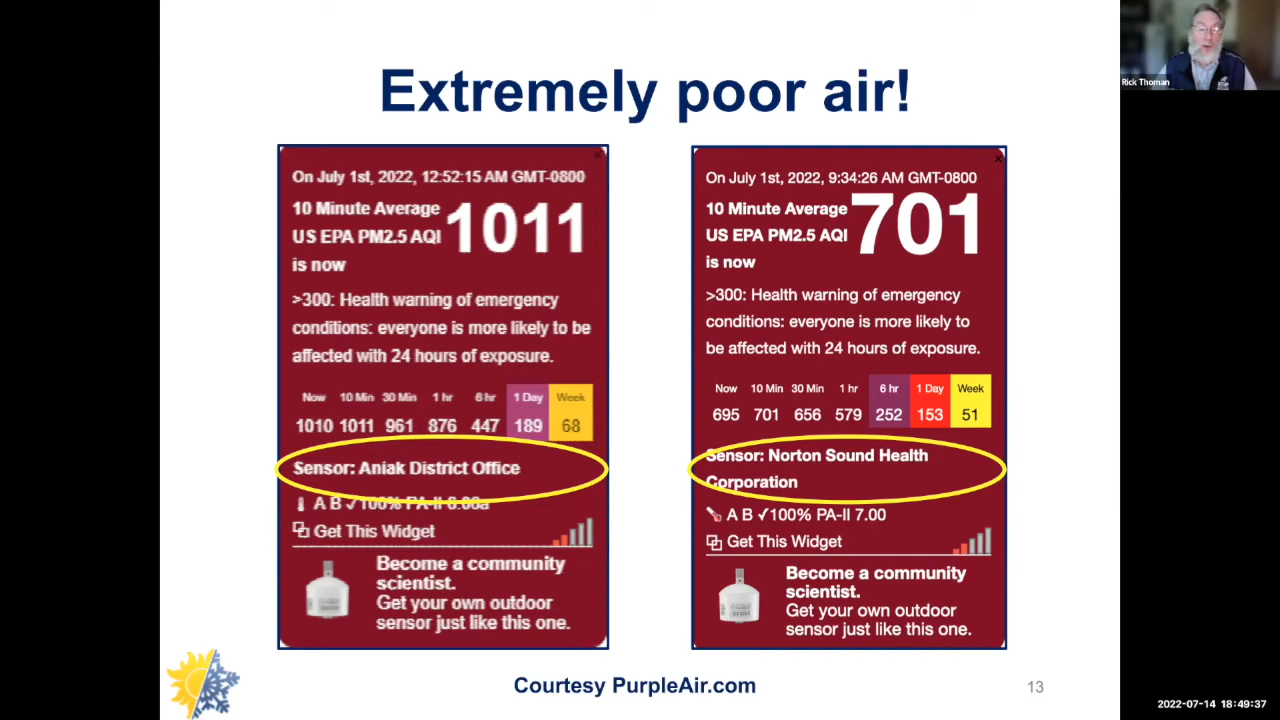 Extremely poor air!
On July 1st, 2022, 12:52:15 AM GMT-0800
10 Minute Average
US EPA PM2.5 AQI
is now
1011
>300: Health warning of emergency
conditions: everyone is more likely to be
affected with 24 hours of exposure.
Now 10 Min 30 Min 1 hr 6 hr 1 Day Week
1010 1011 961 876 447 189 68
Sensor: Aniak District Office
A B ✓100% PA-II 6.06a
Get This Widget
Become a community
scientist.
Get your own outdoor
sensor just like this one.
On July 1st, 2022, 9:34:26 AM GMT-0800
10 Minute Average
US EPA PM2.5 AQI
is now
701
>300: Health warning of emergency
conditions: everyone is more likely to
be affected with 24 hours of exposure.
Now 10 Min 30 Min 1 hr 6 hr 1 Day Week
695 701 656 579 252 153 51
Sensor: Norton Sound Health
Corporation
A B ✓100% PA-II 7.00
Get This Widget
Become a community
scientist.
Get your own outdoor
sensor just like this one.
Courtesy PurpleAir.com
13
Rick Thoman
2022-07-14 18:49:37